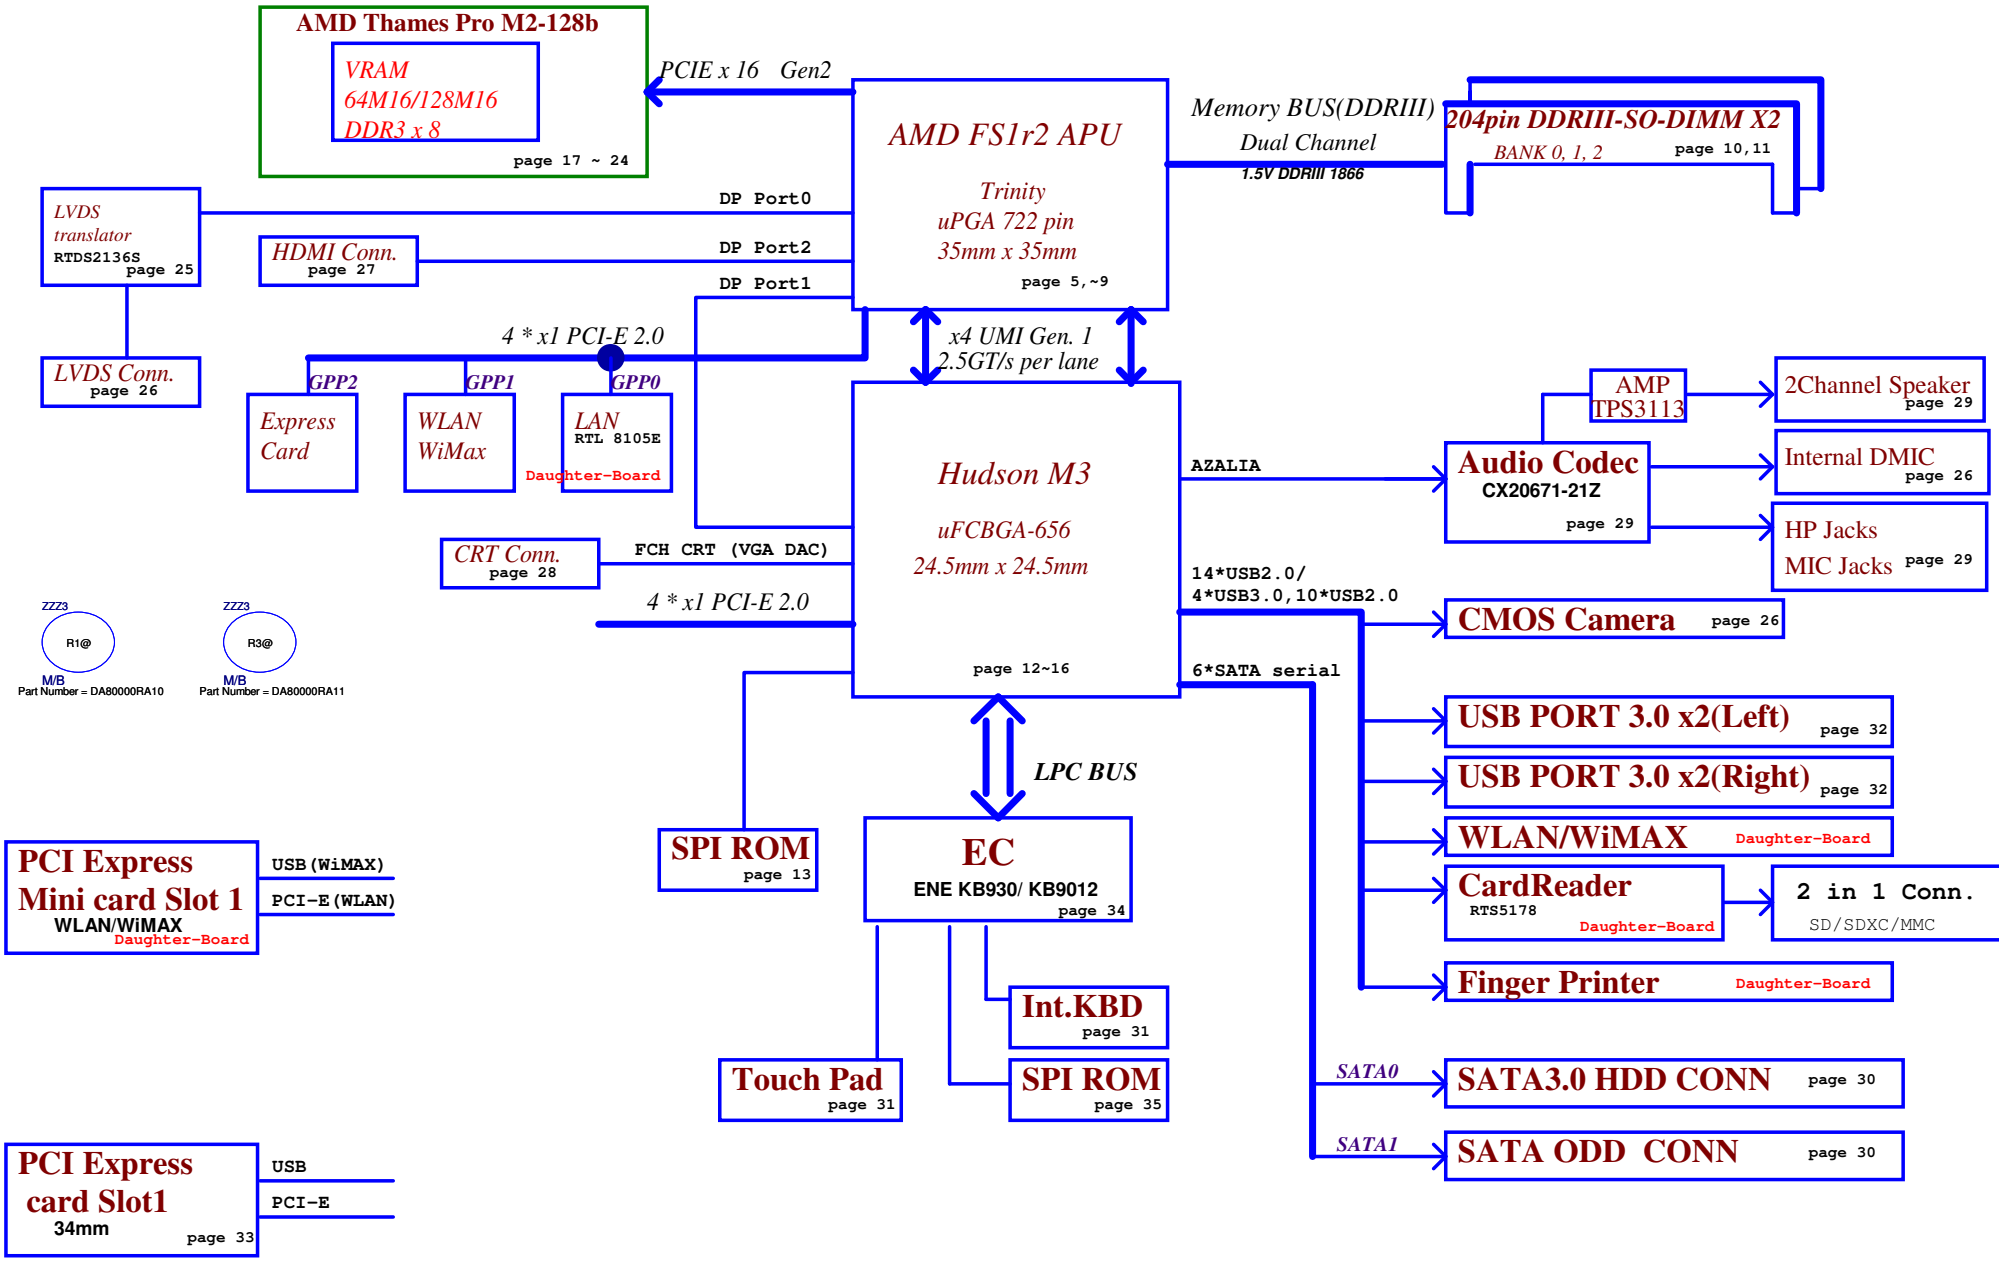 AMD Thames Pro M2-128b
VRAM
64M16/128M16
DDR3 x 8
page 17 ~ 24
PCIE x 16 Gen2
AMD FS1r2 APU
Trinity
uPGA 722 pin
35mm x 35mm
page 5,~9
Memory BUS(DDRIII)
Dual Channel
1.5V DDRIII 1866
204pin DDRIII-SO-DIMM X2
BANK 0, 1, 2
page 10,11
LVDS
translator
RTDS2136S
page 25
DP Port0
HDMI Conn.
page 27
DP Port2
DP Port1
LVDS Conn.
page 26
4 * x1 PCI-E 2.0
x4 UMI Gen. 1
2.5GT/s per lane
GPP2
GPP1
GPP0
Express
Card
WLAN
WiMax
LAN
RTL 8105E
Daughter-Board
AMP
TPS3113
2Channel Speaker
page 29
Hudson M3
uFCBGA-656
24.5mm x 24.5mm
page 12~16
AZALIA
Audio Codec
CX20671-21Z
page 29
Internal DMIC
page 26
HP Jacks
MIC Jacks
page 29
CRT Conn.
page 28
FCH CRT (VGA DAC)
4 * x1 PCI-E 2.0
14*USB2.0/
4*USB3.0,10*USB2.0
CMOS Camera
page 26
6*SATA serial
ZZZ3
R1@
M/B
Part Number = DA80000RA10
ZZZ3
R3@
M/B
Part Number = DA80000RA11
USB PORT 3.0 x2(Left)
page 32
USB PORT 3.0 x2(Right)
page 32
LPC BUS
WLAN/WiMAX
Daughter-Board
SPI ROM
page 13
EC
ENE KB930/ KB9012
page 34
CardReader
RTS5178
Daughter-Board
2 in 1 Conn.
SD/SDXC/MMC
PCI Express
Mini card Slot 1
WLAN/WiMAX
Daughter-Board
USB(WiMAX)
PCI-E(WLAN)
Finger Printer
Daughter-Board
Int.KBD
page 31
Touch Pad
page 31
SPI ROM
page 35
SATA0
SATA3.0 HDD CONN
page 30
SATA1
SATA ODD CONN
page 30
PCI Express
card Slot1
34mm
page 33
USB
PCI-E